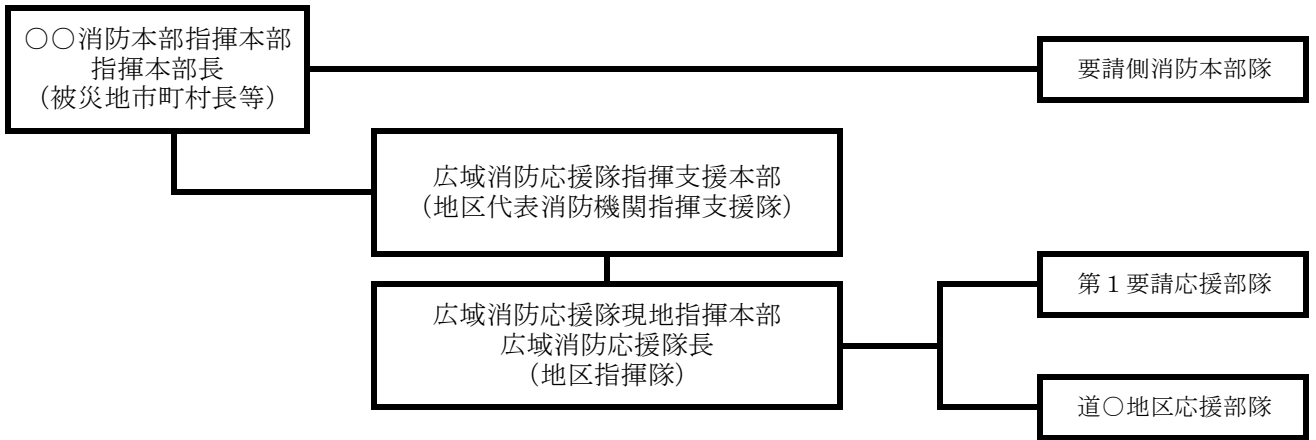 ○○消防本部指揮本部
指揮本部長
（被災地市町村長等）
要請側消防本部隊
広域消防応援隊指揮支援本部
（地区代表消防機関指揮支援隊）
広域消防応援隊現地指揮本部
広域消防応援隊長
（地区指揮隊）
第１要請応援部隊
道○地区応援部隊